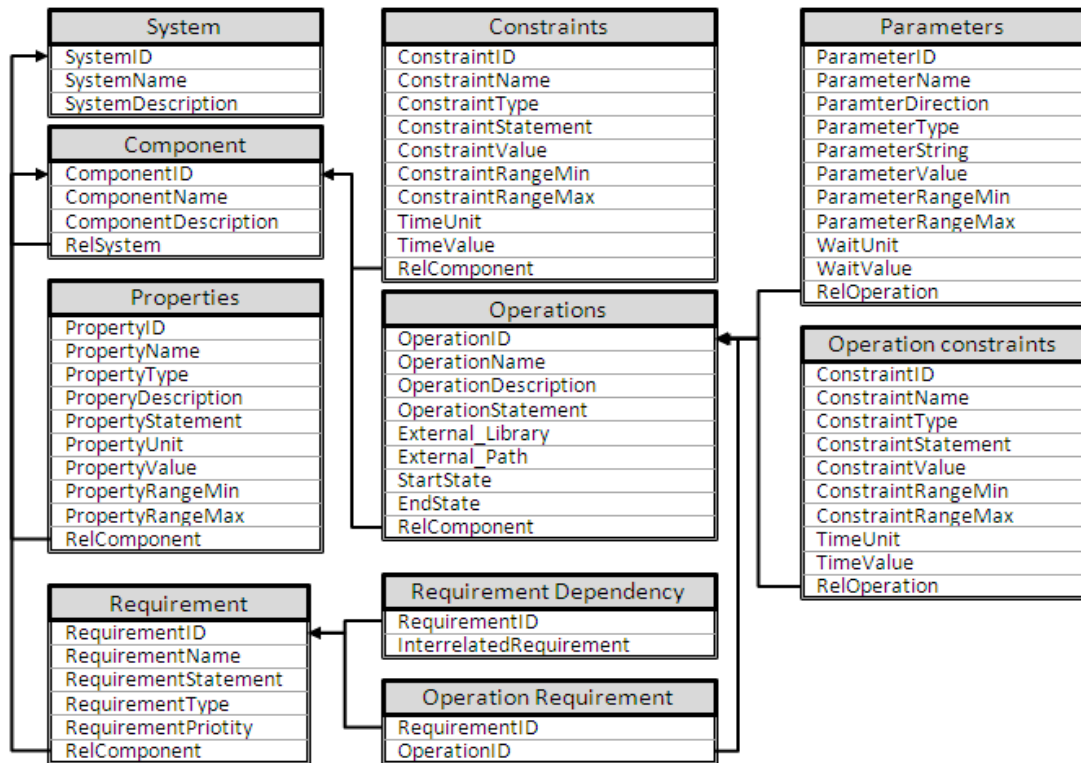 System
SystemID
SystemName
SystemDescription
Component
ComponentID
ComponentName
ComponentDescription
RelSystem
Properties
PropertyID
PropertyName
PropertyType
ProperyDescription
PropertyStatement
PropertyUnit
PropertyValue
PropertyRangeMin
PropertyRangeMax
RelComponent
Requirement
RequirementID
RequirementName
RequirementStatement
RequirementType
RequirementPriotity
RelComponent
Constraints
ConstraintID
ConstraintName
ConstraintType
ConstraintStatement
ConstraintValue
ConstraintRangeMin
ConstraintRangeMax
TimeUnit
TimeValue
RelComponent
Operations
OperationID
OperationName
OperationDescription
OperationStatement
External_Library
External_Path
StartState
EndState
RelComponent
Requirement Dependency
RequirementID
InterrelatedRequirement
Operation Requirement
RequirementID
OperationID
Parameters
ParameterID
ParameterName
ParamterDirection
ParameterType
ParameterString
ParameterValue
ParameterRangeMin
ParameterRangeMax
WaitUnit
WaitValue
RelOperation
Operation constraints
ConstraintID
ConstraintName
ConstraintType
ConstraintStatement
ConstraintValue
ConstraintRangeMin
ConstraintRangeMax
TimeUnit
TimeValue
RelOperation